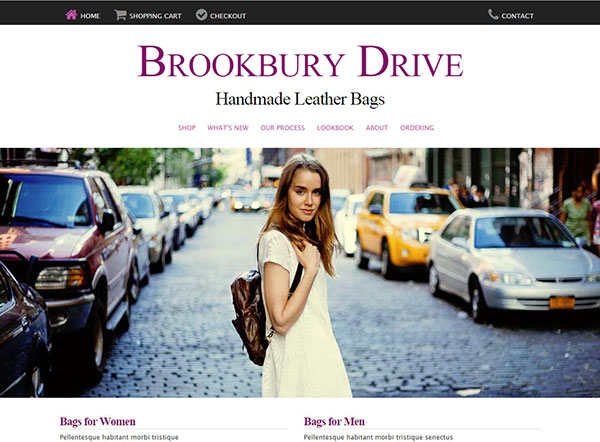 HOME SHOPPING CART CHECKOUT CONTACT
BROOKBURY DRIVE
Handmade Leather Bags
SHOP WHAT'S NEW OUR PROCESS LOOKBOOK ABOUT ORDERING
Bags for Women Bags for Men
Pellentesque habitant morbi tristique Pellentesque habitant morbi tristique senectus